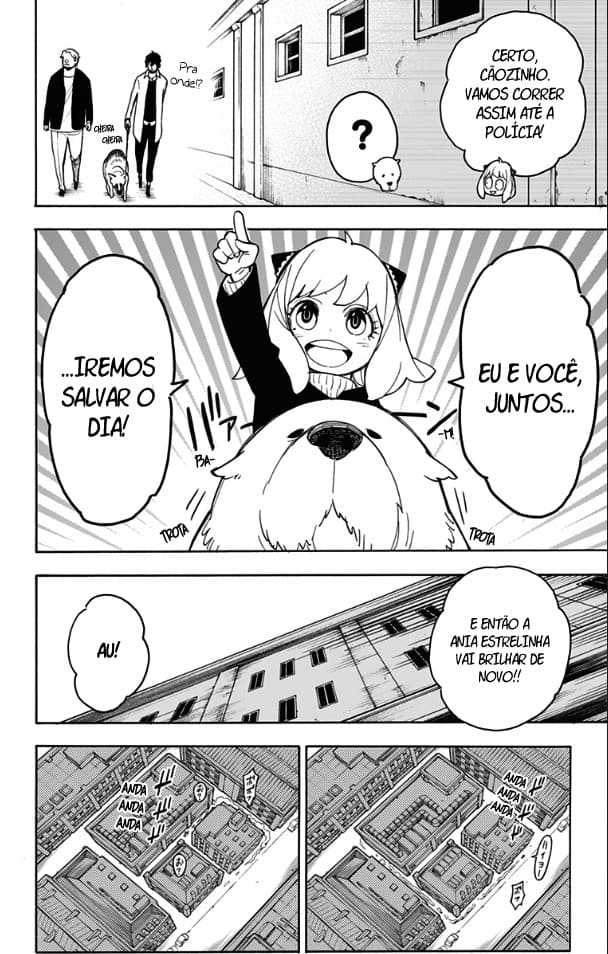 CERTO,
CÃOZINHO.
VAMOS CORRER
ASSIM ATÉ A
POLÍCIA!
?
Pra
onde!?
CHEIRA
CHEIRA
EU E VOCÊ,
JUNTOS...
...IREMOS
SALVAR O
DIA!
BA-
-M!
TROTA
TROTA
E ENTÃO A
ANIA ESTRELINHA
VAI BRILHAR DE
NOVO!!
AU!
ANDA
ANDA
ANDA
ANDA
ANDA
ANDA